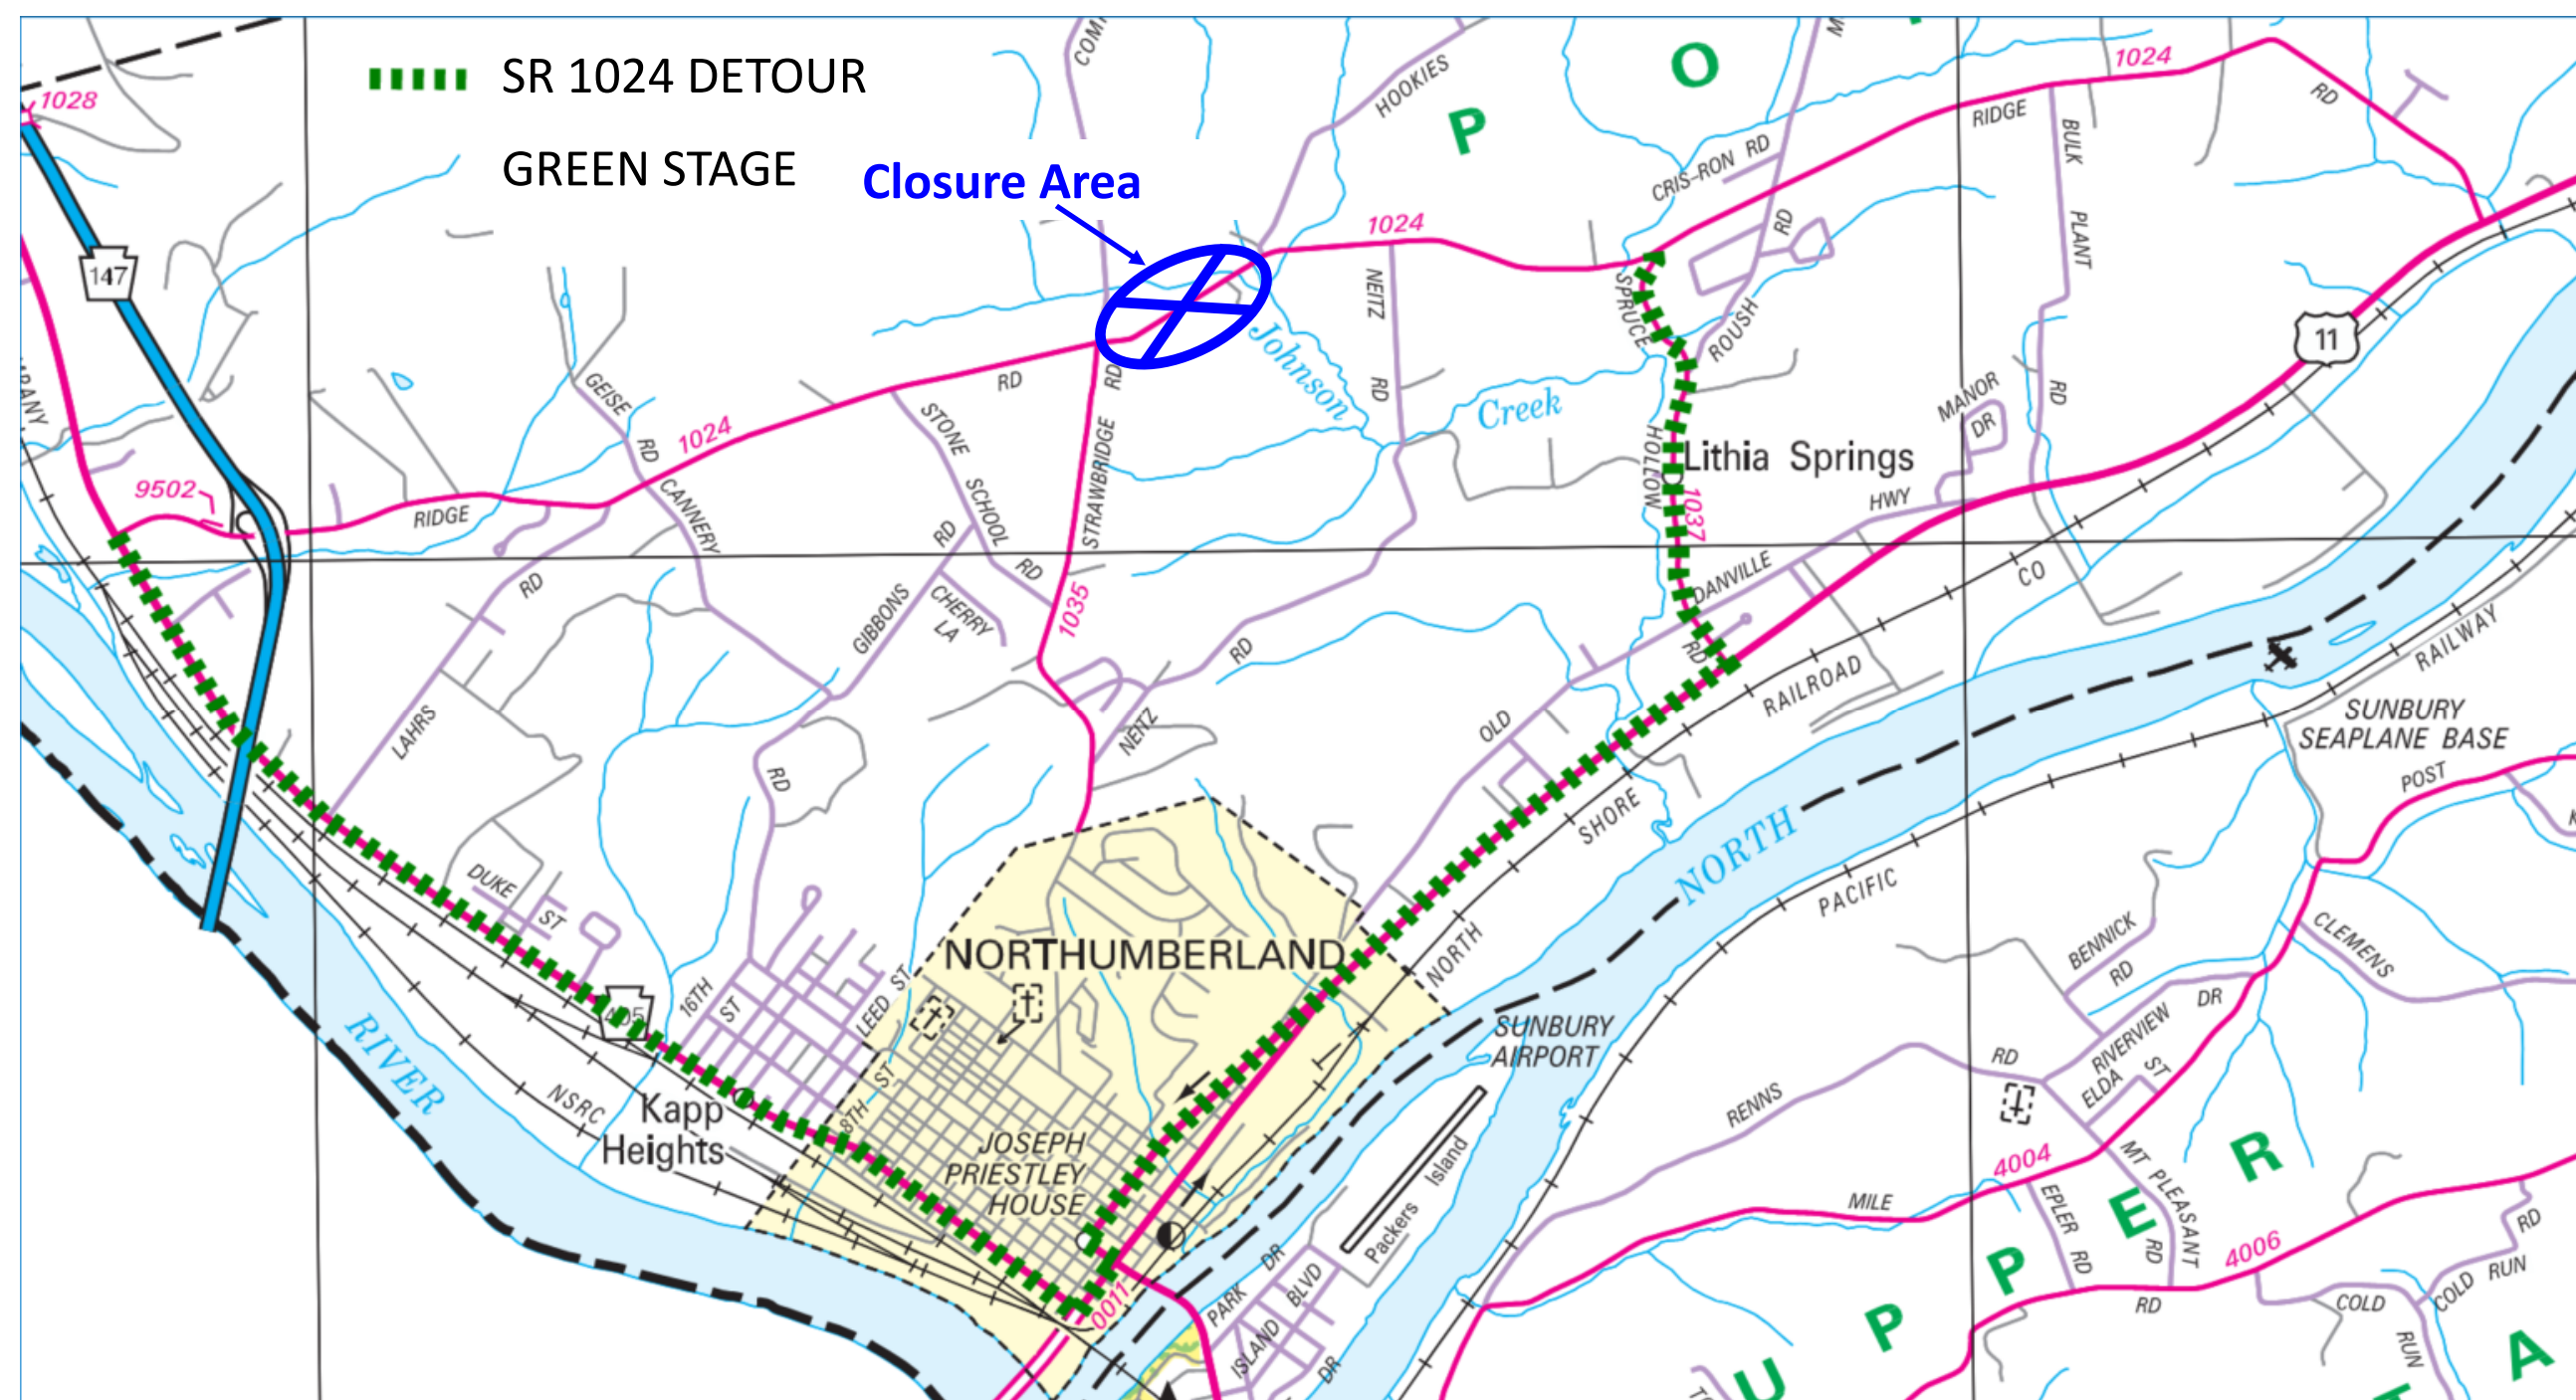 SR 1024 DETOUR
GREEN STAGE
Closure Area
1028
147
9502
RIDGE
GEISE
RD
CANNERY
1024
RD
STONE
SCHOOL
RD
STRAWBRIDGE
RD
1035
HOOKIES
P
O
1024
NEITZ
RD
Johnson
Creek
SPRUCE
HOLLOW
RD
1037
Lithia Springs
ROUSH
RD
CRIS-RON RD
RIDGE
1024
RD
BULK
PLANT
RD
MANOR
DR
11
OLD
DANVILLE
HWY
NORTH
SHORE
RAILROAD
CO
RAILWAY
PACIFIC
NORTH
SUNBURY
SEAPLANE BASE
POST
LAHRS
RD
GIBBONS
RD
CHERRY
LA
RD
NENTZ
RD
DUKE
ST
16TH
ST
LEED ST
8TH
ST
NORTHUMBERLAND
JOSEPH
PRIESTLEY
HOUSE
Kapp
Heights
NSRC
RIVER
0011
SUNBURY
AIRPORT
Packers Island
PARK
DR
ISLAND
BLVD
DR
RENNS
RD
BENNICK
RD
RIVERVIEW
DR
ELDA
ST
CLEMENS
4004
MILE
EPLER
RD
MT PLEASANT
RD
4006
RD
COLD
RUN
COLD
RUN
RD
U
P
P
E
R
A